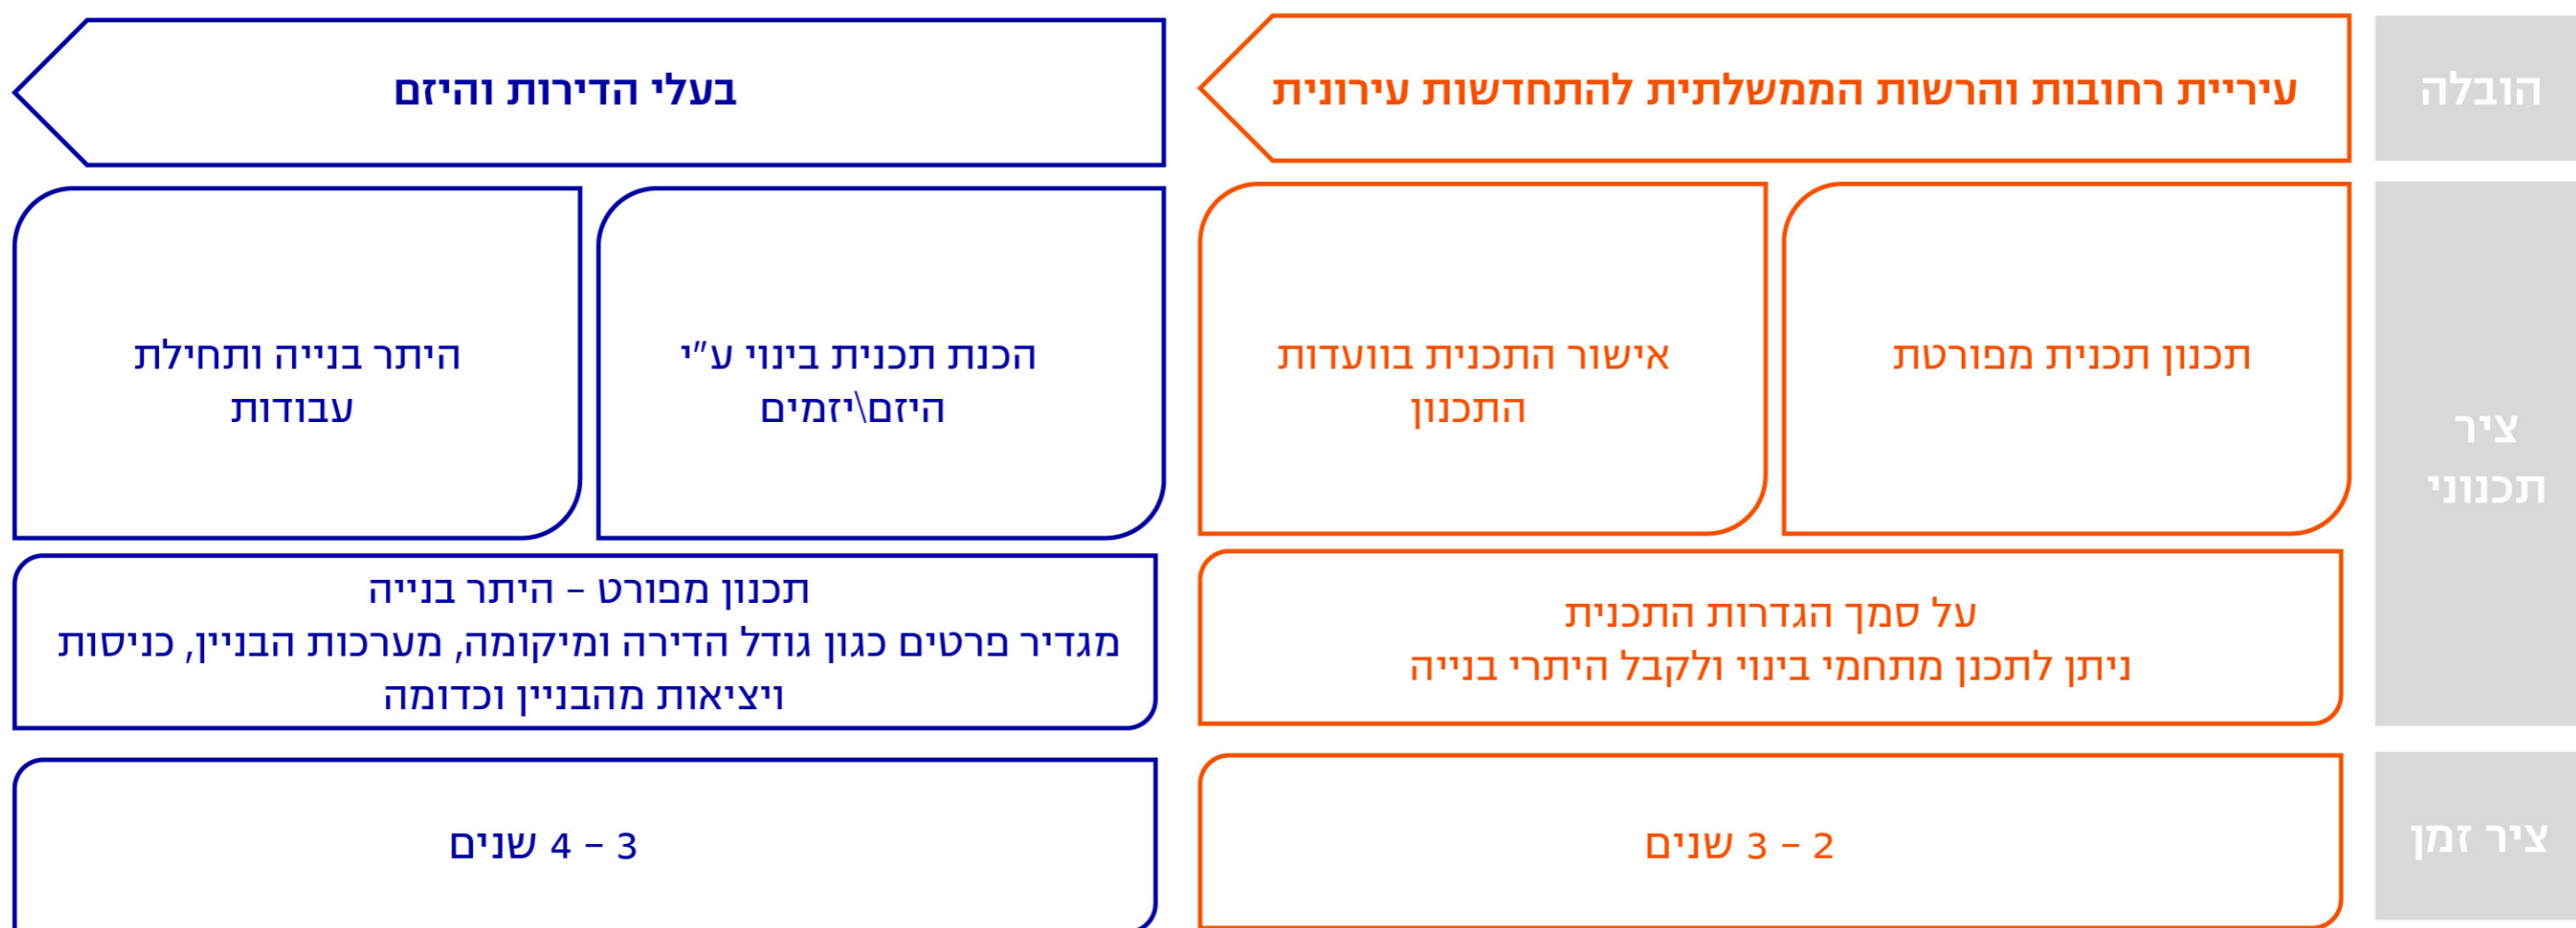 הובלה
עיריית רחובות והרשות הממשלתית להתחדשות עירונית
בעלי הדירות והיזם
ציר
תכנוני
תכנון תכנית מפורטת
אישור התכנית בוועדות
התכנון
הכנת תכנית בינוי ע"י
היזם\יזמים
היתר בנייה ותחילת
עבודות
על סמך הגדרות התכנית
ניתן לתכנן מתחמי בינוי ולקבל היתרי בנייה
תכנון מפורט – היתר בנייה
מגדיר פרטים כגון גודל הדירה ומיקומה, מערכות הבניין, כניסות
ויציאות מהבניין וכדומה
ציר זמן
2 – 3 שנים
3 – 4 שנים